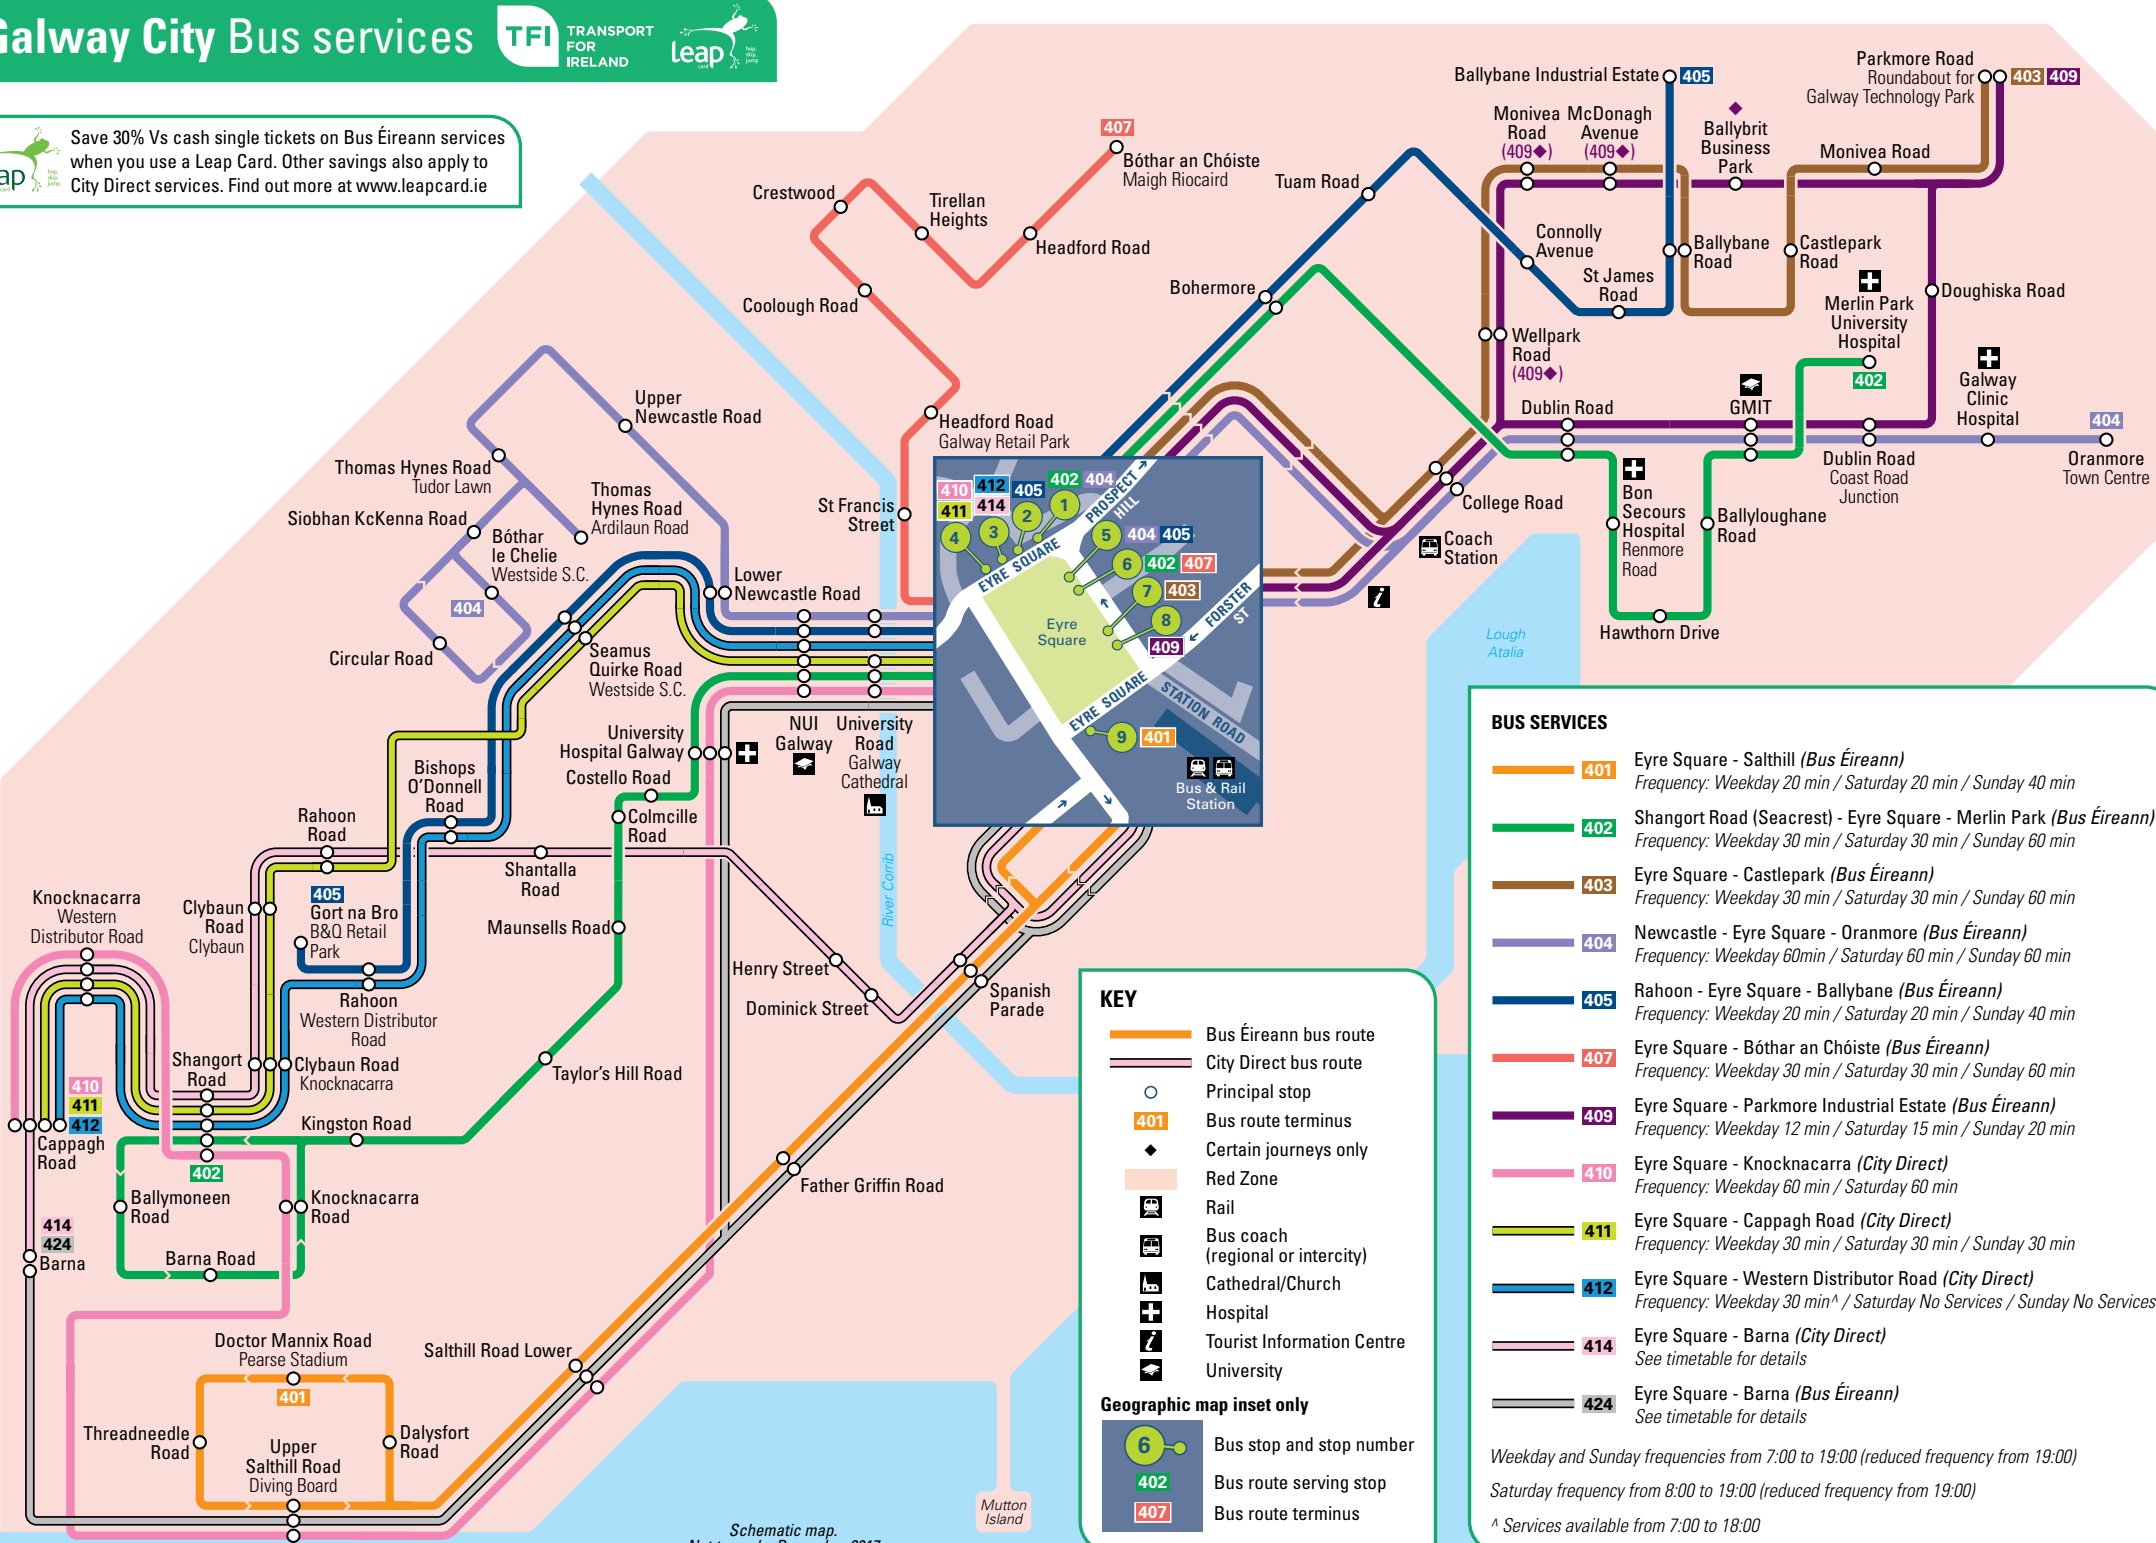 Galway City Bus services
TFI
TRANSPORT
FOR
IRELAND
Leap
card
hop,
skip,
jump
Save 30% Vs cash single tickets on Bus Éireann services
when you use a Leap Card. Other savings also apply to
City Direct services. Find out more at www.leapcard.ie
407
Bóthar an Chóiste
Maigh Riocaird
Crestwood
Tirellan
Heights
Headford Road
Coolough Road
Headford Road
Galway Retail Park
St Francis
Street
Upper
Newcastle Road
Thomas Hynes Road
Tudor Lawn
Thomas
Hynes Road
Ardilaun Road
Siobhan KcKenna Road
Bóthar
le Chelie
Westside S.C.
404
Circular Road
Lower
Newcastle Road
Seamus
Quirke Road
Westside S.C.
University
Hospital Galway
NUI
Galway
University
Road
Galway
Cathedral
Costello Road
Colmcille
Road
Bishops
O'Donnell
Road
Rahoon
Road
Shantalla
Road
Maunsells Road
405
Gort na Bro
B&Q Retail
Park
Clybaun
Road
Clybaun
Knocknacarra
Western
Distributor Road
Rahoon
Western Distributor
Road
Shangort
Road
Clybaun Road
Knocknacarra
410
411
412
Cappagh
Road
Kingston Road
402
Taylor's Hill Road
Ballymoneen
Road
Knocknacarra
Road
Barna Road
414
424
Barna
Doctor Mannix Road
Pearse Stadium
401
Threadneedle
Road
Dalysfort
Road
Upper
Salthill Road
Diving Board
Salthill Road Lower
Father Griffin Road
Henry Street
Dominick Street
Spanish
Parade
River Corrib
Mutton
Island
Schematic map.
Ballybane Industrial Estate
405
Parkmore Road
Roundabout for
Galway Technology Park
403 409
Monivea
Road
(409◆)
McDonagh
Avenue
(409◆)
◆
Ballybrit
Business
Park
Monivea Road
Tuam Road
Connolly
Avenue
St James
Road
Ballybane
Road
Castlepark
Road
Bohermore
Merlin Park
University
Hospital
402
Doughiska Road
Wellpark
Road
(409◆)
Dublin Road
GMIT
Galway
Clinic
Hospital
404
Oranmore
Town Centre
Dublin Road
Coast Road
Junction
College Road
Coach
Station
Bon
Secours
Hospital
Renmore
Road
Ballyloughane
Road
Hawthorn Drive
Lough
Atalia
410 412 405 402 404
411 414
1
2
3
4
5 404 405
6 402 407
7 403
8
409
9 401
PROSPECT
HILL
EYRE SQUARE
FORSTER
ST
Eyre
Square
EYRE SQUARE
STATION ROAD
Bus & Rail
Station
KEY
Bus Éireann bus route
City Direct bus route
Principal stop
401 Bus route terminus
◆ Certain journeys only
Red Zone
Rail
Bus coach
(regional or intercity)
Cathedral/Church
Hospital
Tourist Information Centre
University
Geographic map inset only
6 Bus stop and stop number
402 Bus route serving stop
407 Bus route terminus
BUS SERVICES
401 Eyre Square - Salthill (Bus Éireann)
Frequency: Weekday 20 min / Saturday 20 min / Sunday 40 min
402 Shangort Road (Seacrest) - Eyre Square - Merlin Park (Bus Éireann)
Frequency: Weekday 30 min / Saturday 30 min / Sunday 60 min
403 Eyre Square - Castlepark (Bus Éireann)
Frequency: Weekday 30 min / Saturday 30 min / Sunday 60 min
404 Newcastle - Eyre Square - Oranmore (Bus Éireann)
Frequency: Weekday 60min / Saturday 60 min / Sunday 60 min
405 Rahoon - Eyre Square - Ballybane (Bus Éireann)
Frequency: Weekday 20 min / Saturday 20 min / Sunday 40 min
407 Eyre Square - Bóthar an Chóiste (Bus Éireann)
Frequency: Weekday 30 min / Saturday 30 min / Sunday 60 min
409 Eyre Square - Parkmore Industrial Estate (Bus Éireann)
Frequency: Weekday 12 min / Saturday 15 min / Sunday 20 min
410 Eyre Square - Knocknacarra (City Direct)
Frequency: Weekday 60 min / Saturday 60 min
411 Eyre Square - Cappagh Road (City Direct)
Frequency: Weekday 30 min / Saturday 30 min / Sunday 30 min
412 Eyre Square - Western Distributor Road (City Direct)
Frequency: Weekday 30 min^ / Saturday No Services / Sunday No Services
414 Eyre Square - Barna (City Direct)
See timetable for details
424 Eyre Square - Barna (Bus Éireann)
See timetable for details
Weekday and Sunday frequencies from 7:00 to 19:00 (reduced frequency from 19:00)
Saturday frequency from 8:00 to 19:00 (reduced frequency from 19:00)
^ Services available from 7:00 to 18:00